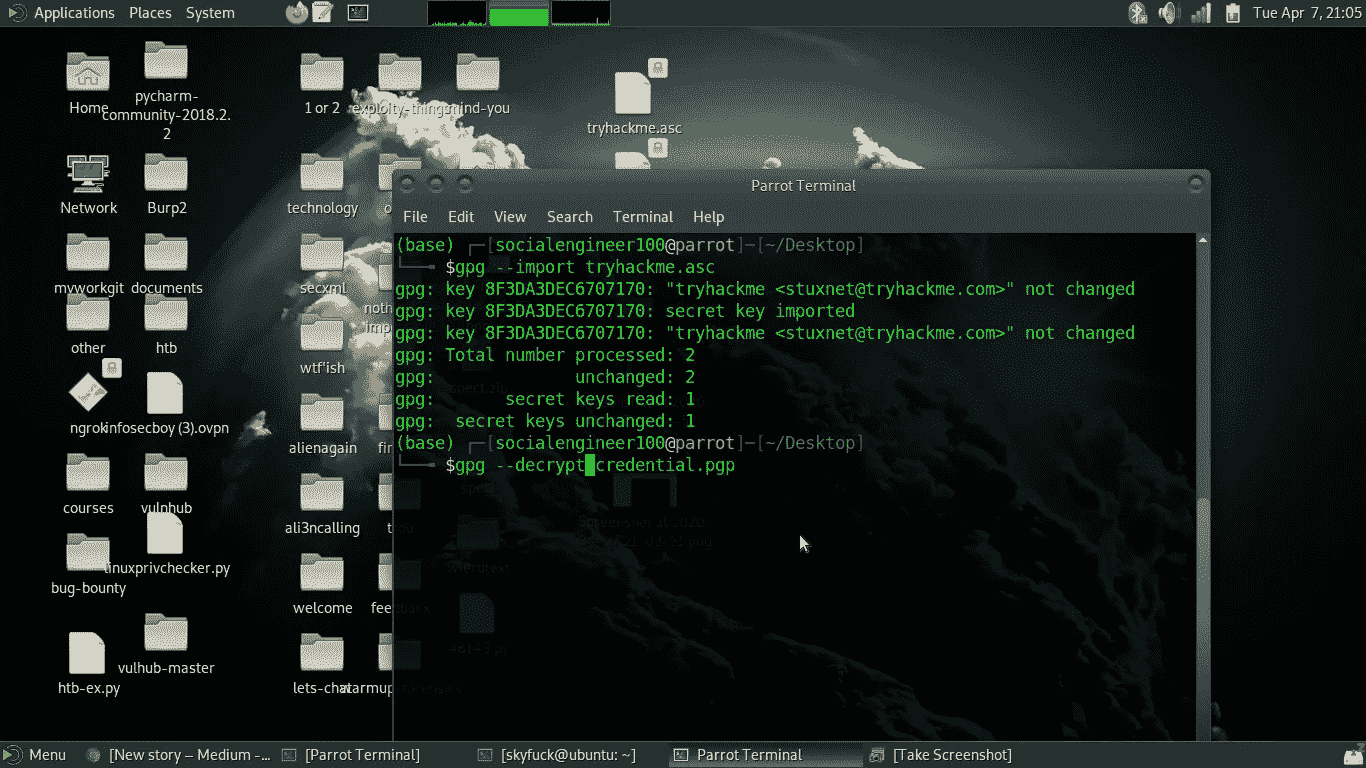 Applications Places System
Tue Apr 7, 21:05
Home
pycharm-
community-2018.2.
2
1 or 2
exploity-things
mind-you
tryhackme.asc
Network
Burp2
technology
myworkgit
documents
secxml
other
htb
wtf'ish
ngrok
infosecboy (3).ovpn
alienagain
courses
vulnhub
ali3ncalling
linuxprivchecker.py
bug-bounty
welcome
feedback
htb-ex.py
vulhub-master
lets-chat
Parrot Terminal
File Edit View Search Terminal Help
(base) ┌─[socialengineer100@parrot]─[~/Desktop]
└──╼ $gpg --import tryhackme.asc
gpg: key 8F3DA3DEC6707170: "tryhackme <stuxnet@tryhackme.com>" not changed
gpg: key 8F3DA3DEC6707170: secret key imported
gpg: key 8F3DA3DEC6707170: "tryhackme <stuxnet@tryhackme.com>" not changed
gpg: Total number processed: 2
gpg: unchanged: 2
gpg: secret keys read: 1
gpg: secret keys unchanged: 1
(base) ┌─[socialengineer100@parrot]─[~/Desktop]
└──╼ $gpg --decrypt credential.pgp
Menu
[New story – Medium -...
[Parrot Terminal]
[skyfuck@ubuntu: ~]
Parrot Terminal
[Take Screenshot]